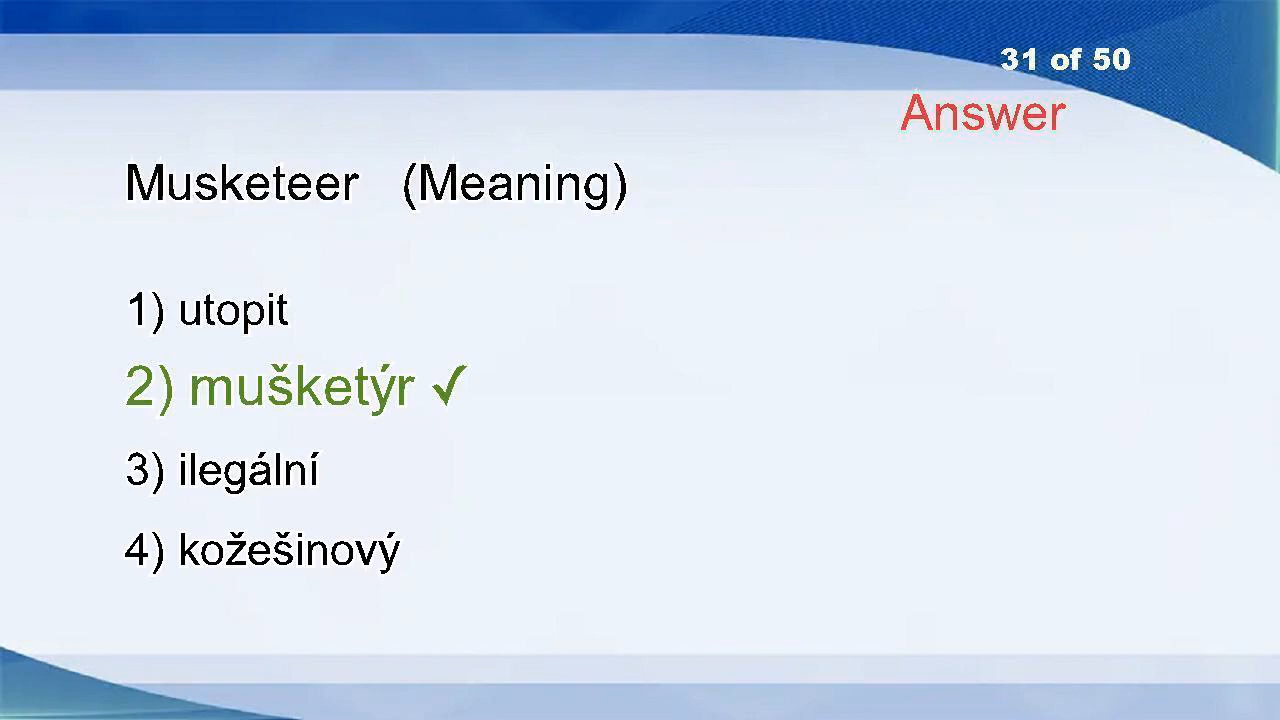 31 of 50
Answer
Musketeer (Meaning)
1) utopit
2) mušketýr ✓
3) ilegální
4) kožešinový